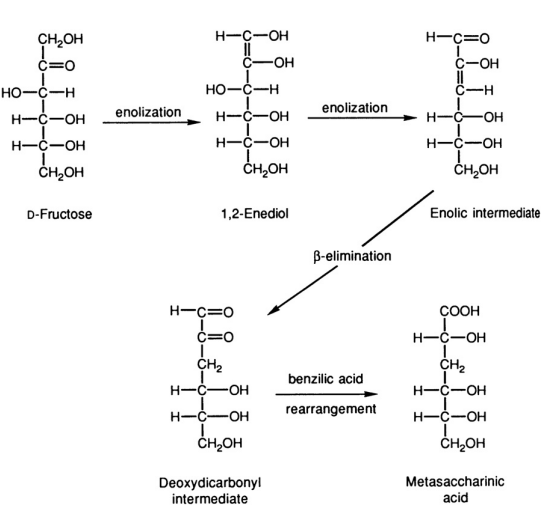 CH₂OH
C=O
HO—C—H
H—C—OH
H—C—OH
CH₂OH
D-Fructose
enolization
H—C—OH
C—OH
HO—C—H
H—C—OH
H—C—OH
CH₂OH
1,2-Enediol
enolization
H—C=O
C—OH
C—H
H—C—OH
H—C—OH
CH₂OH
Enolic intermediate
β-elimination
H—C=O
C=O
CH₂
H—C—OH
H—C—OH
CH₂OH
Deoxydicarbonyl
intermediate
benzilic acid
rearrangement
COOH
H—C—OH
CH₂
H—C—OH
H—C—OH
CH₂OH
Metasaccharinic
acid